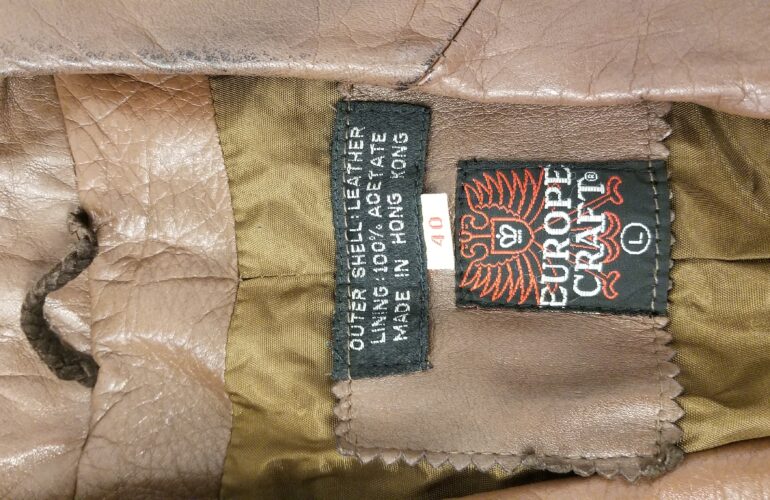 OUTER SHELL:LEATHER
LINING:100% ACETATE
MADE IN HONG KONG
40
EUROPE
CRAFT®
L